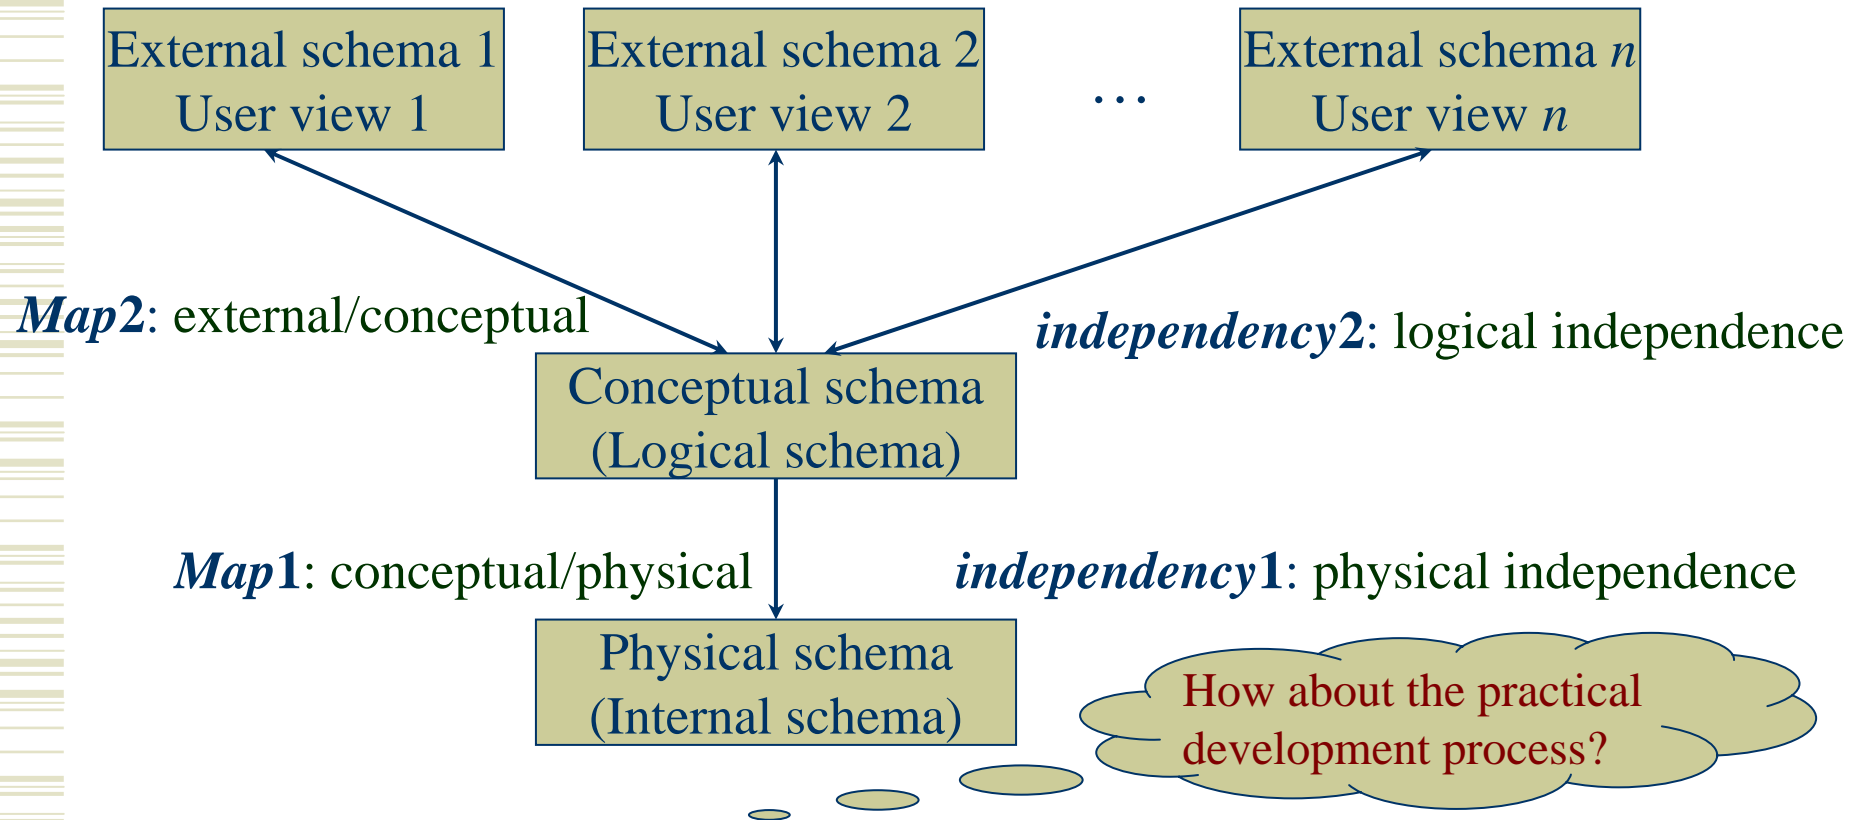 External schema 1
User view 1
External schema 2
User view 2
…
External schema n
User view n
Map2: external/conceptual
independency2: logical independence
Conceptual schema
(Logical schema)
Map1: conceptual/physical
independency1: physical independence
Physical schema
(Internal schema)
How about the practical
development process?